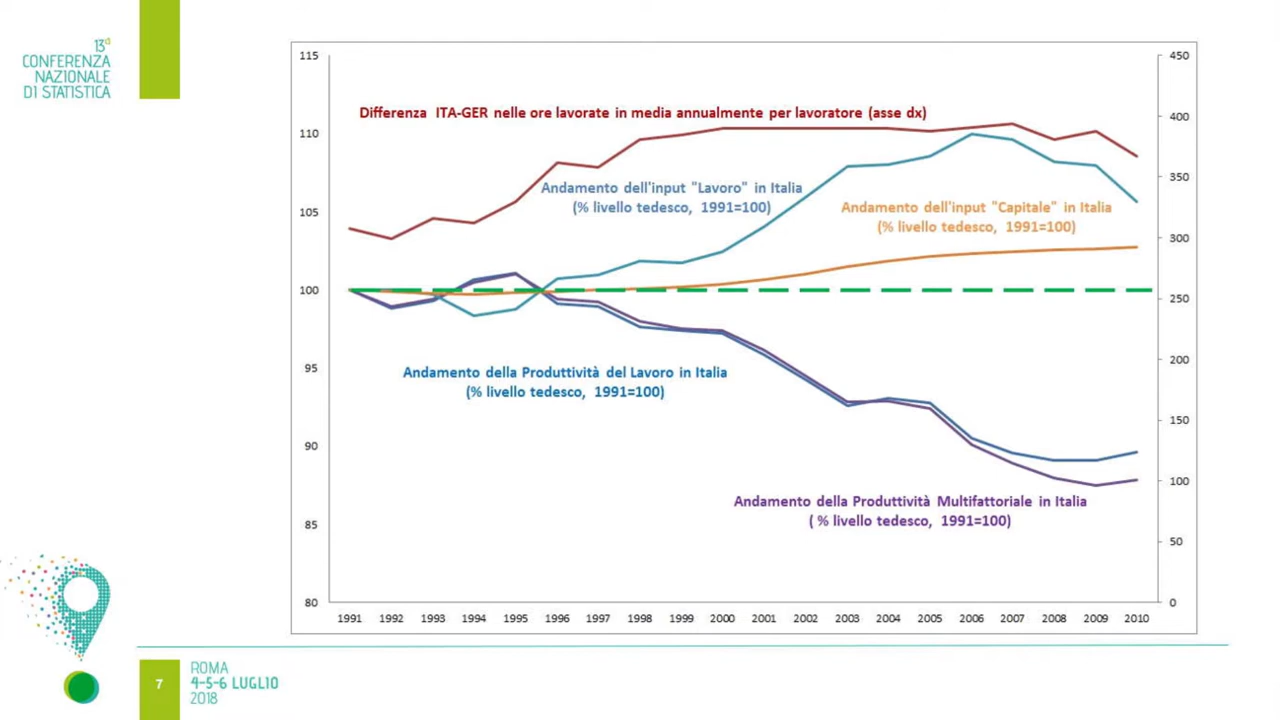 13a
CONFERENZA
NAZIONALE
DI STATISTICA
Differenza ITA-GER nelle ore lavorate in media annualmente per lavoratore (asse dx)
Andamento dell'input "Lavoro" in Italia
(% livello tedesco, 1991=100)
Andamento dell'input "Capitale" in Italia
(% livello tedesco, 1991=100)
Andamento della Produttività del Lavoro in Italia
(% livello tedesco, 1991=100)
Andamento della Produttività Multifattoriale in Italia
( % livello tedesco, 1991=100)
115
110
105
100
95
90
85
80
450
400
350
300
250
200
150
100
50
0
1991 1992 1993 1994 1995 1996 1997 1998 1999 2000 2001 2002 2003 2004 2005 2006 2007 2008 2009 2010
7
ROMA
4-5-6 LUGLIO
2018